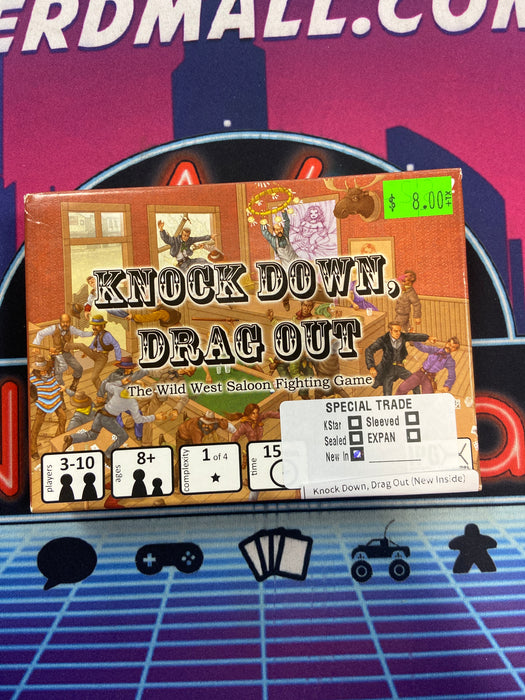 ERDMALL.COM
$ 8.00
KNOCK DOWN,
DRAG OUT
The Wild West Saloon Fighting Game
SPECIAL TRADE
KStar Sleeved
Sealed EXPAN
New In
Knock Down, Drag Out (New Inside)
players
3-10
ages
8+
complexity
1 of 4
time
15